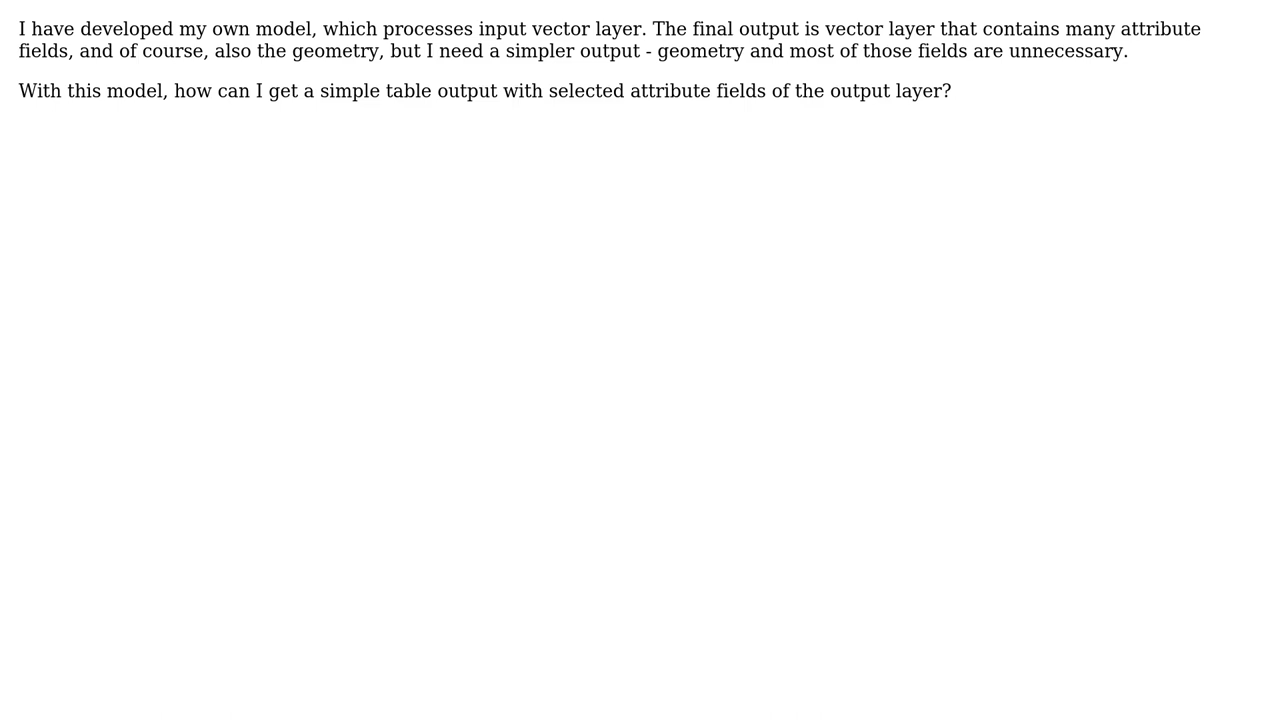 I have developed my own model, which processes input vector layer. The final output is vector layer that contains many attribute
fields, and of course, also the geometry, but I need a simpler output - geometry and most of those fields are unnecessary.
With this model, how can I get a simple table output with selected attribute fields of the output layer?